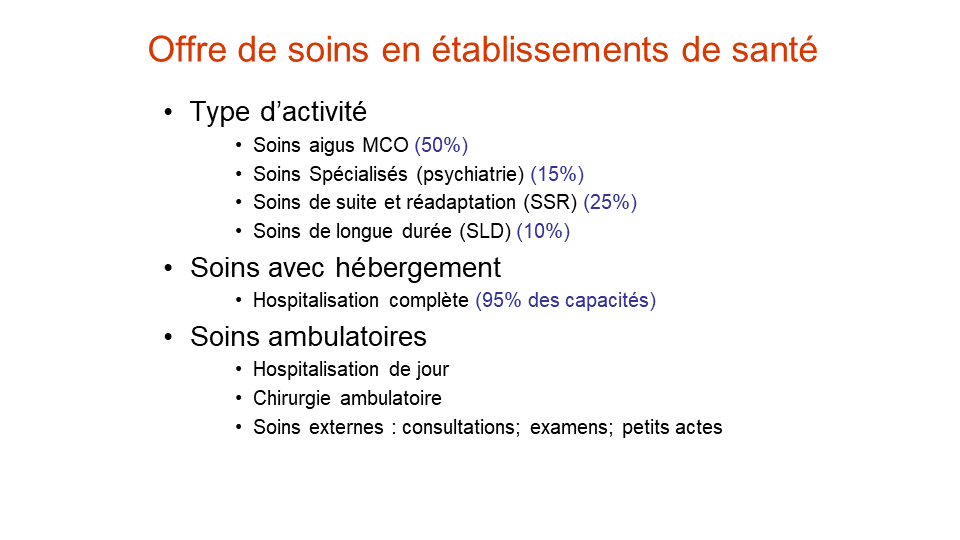 Offre de soins en établissements de santé
• Type d’activité
• Soins aigus MCO (50%)
• Soins Spécialisés (psychiatrie) (15%)
• Soins de suite et réadaptation (SSR) (25%)
• Soins de longue durée (SLD) (10%)
• Soins avec hébergement
• Hospitalisation complète (95% des capacités)
• Soins ambulatoires
• Hospitalisation de jour
• Chirurgie ambulatoire
• Soins externes : consultations; examens; petits actes